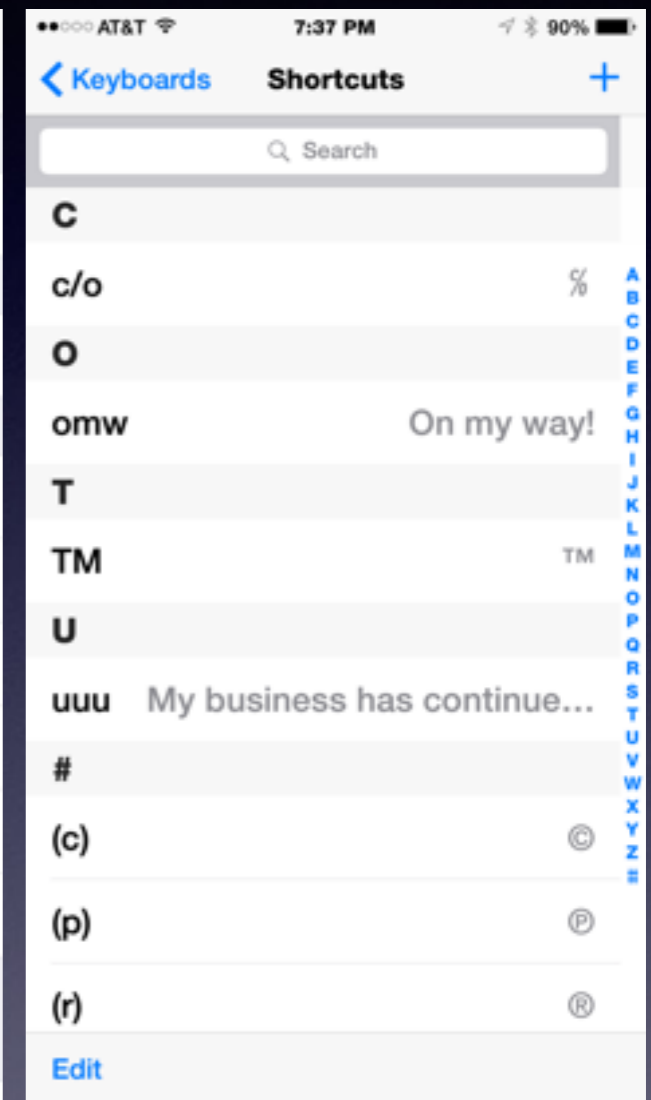 AT&T 7:37 PM 90%
Keyboards Shortcuts +
Search
C
c/o ℅
O
omw On my way!
T
TM ™
U
uuu My business has continue...
#
(c) ©
(p) ℗
(r) ®
Edit
A
B
C
D
E
F
G
H
I
J
K
L
M
N
O
P
Q
R
S
T
U
V
W
X
Y
Z
#